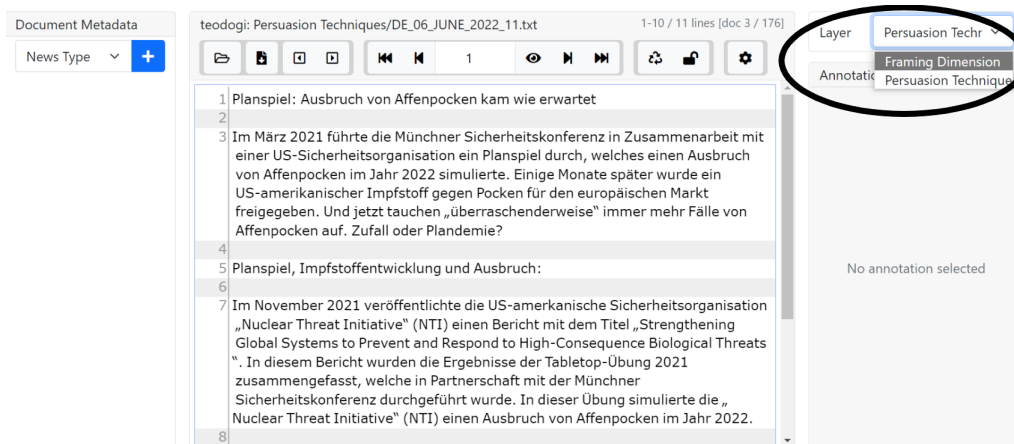 Document Metadata
News Type
teodogi: Persuasion Techniques/DE_06_JUNE_2022_11.txt
1-10 / 11 lines [doc 3 / 176]
1
1 Planspiel: Ausbruch von Affenpocken kam wie erwartet
2
3 Im März 2021 führte die Münchner Sicherheitskonferenz in Zusammenarbeit mit
einer US-Sicherheitsorganisation ein Planspiel durch, welches einen Ausbruch
von Affenpocken im Jahr 2022 simulierte. Einige Monate später wurde ein
US-amerikanischer Impfstoff gegen Pocken für den europäischen Markt
freigegeben. Und jetzt tauchen „überraschenderweise“ immer mehr Fälle von
Affenpocken auf. Zufall oder Plandemie?
4
5 Planspiel, Impfstoffentwicklung und Ausbruch:
6
7 Im November 2021 veröffentlichte die US-amerkanische Sicherheitsorganisation
„Nuclear Threat Initiative“ (NTI) einen Bericht mit dem Titel „Strengthening
Global Systems to Prevent and Respond to High-Consequence Biological Threats
“. In diesem Bericht wurden die Ergebnisse der Tabletop-Übung 2021
zusammengefasst, welche in Partnerschaft mit der Münchner
Sicherheitskonferenz durchgeführt wurde. In dieser Übung simulierte die „
Nuclear Threat Initiative“ (NTI) einen Ausbruch von Affenpocken im Jahr 2022.
8
Layer
Persuasion Techr
Framing Dimension
Persuasion Technique
Annotatio
No annotation selected